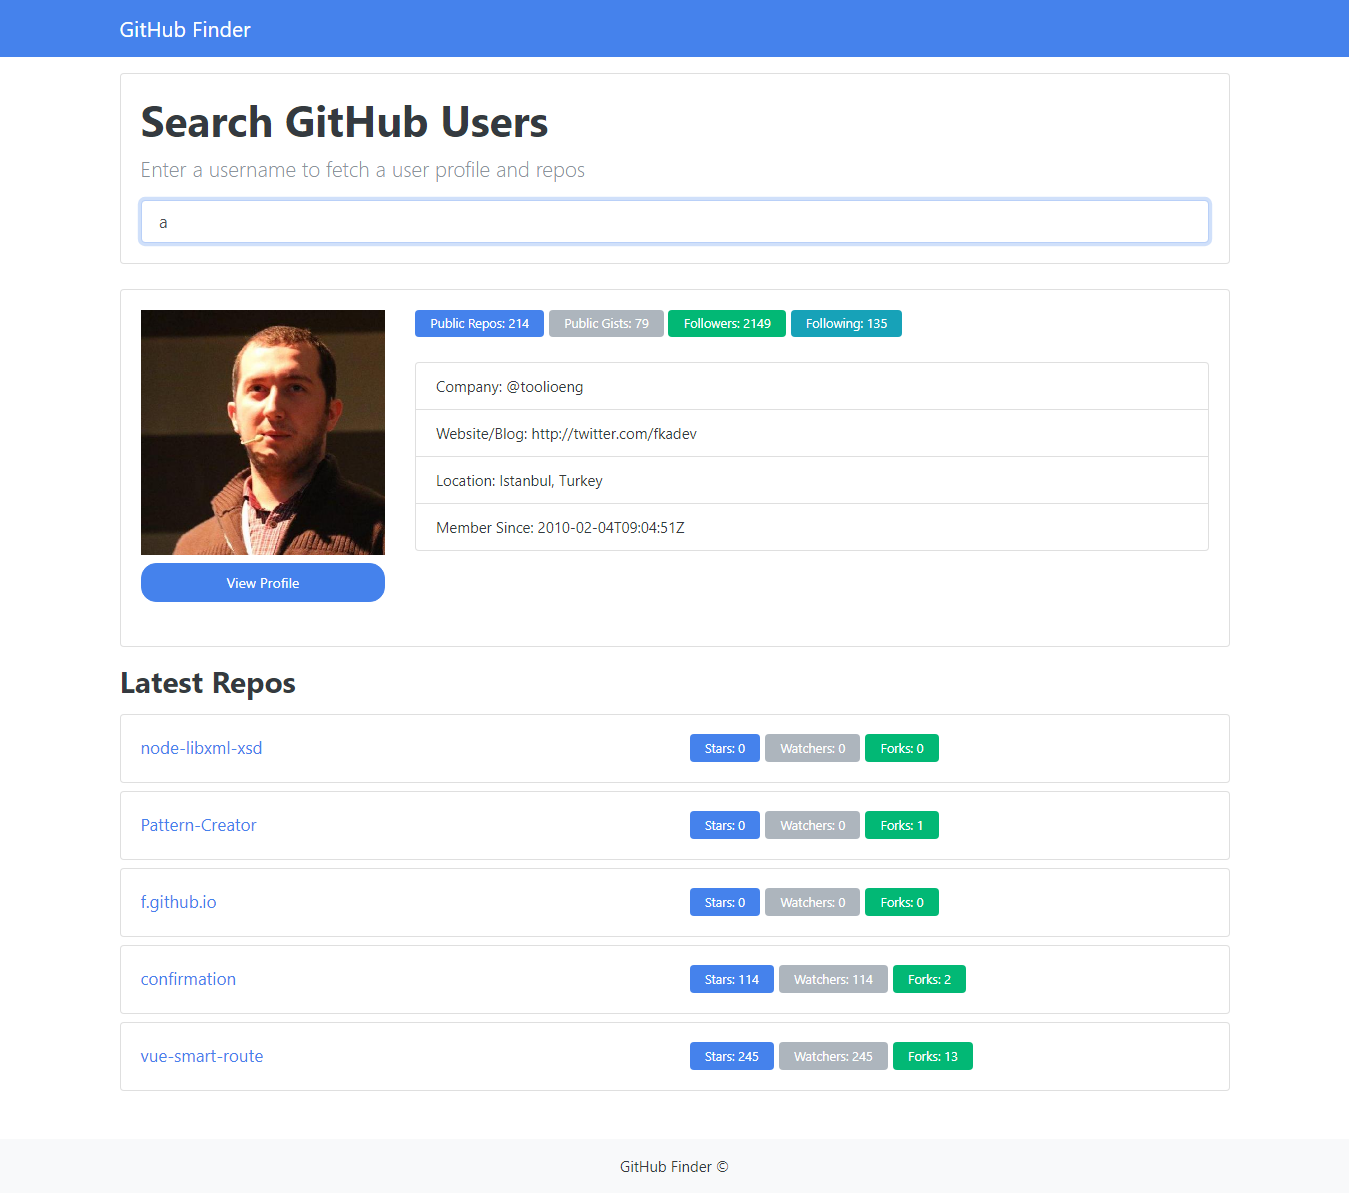 GitHub Finder
Search GitHub Users
Enter a username to fetch a user profile and repos
a
Public Repos: 214 Public Gists: 79 Followers: 2149 Following: 135
Company: @toolioeng
Website/Blog: http://twitter.com/fkadev
Location: Istanbul, Turkey
Member Since: 2010-02-04T09:04:51Z
View Profile
Latest Repos
node-libxml-xsd Stars: 0 Watchers: 0 Forks: 0
Pattern-Creator Stars: 0 Watchers: 0 Forks: 1
f.github.io Stars: 0 Watchers: 0 Forks: 0
confirmation Stars: 114 Watchers: 114 Forks: 2
vue-smart-route Stars: 245 Watchers: 245 Forks: 13
GitHub Finder ©